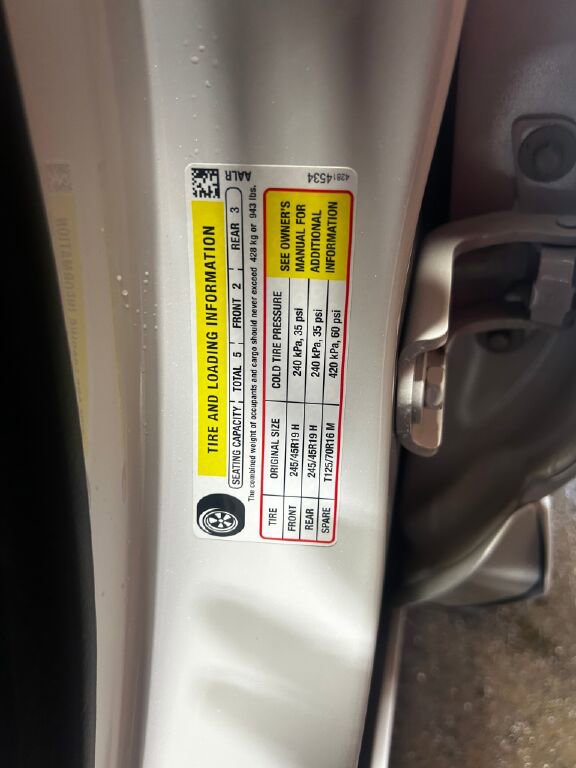 TIRE AND LOADING INFORMATION
AALR
SEATING CAPACITY TOTAL 5 FRONT 2 REAR 3
The combined weight of occupants and cargo should never exceed 428 kg or 943 lbs.
TIRE ORIGINAL SIZE COLD TIRE PRESSURE
FRONT 245/45R19 H 240 kPa, 35 psi
REAR 245/45R19 H 240 kPa, 35 psi
SPARE T125/70R16 M 420 kPa, 60 psi
SEE OWNER'S
MANUAL FOR
ADDITIONAL
INFORMATION
42814534